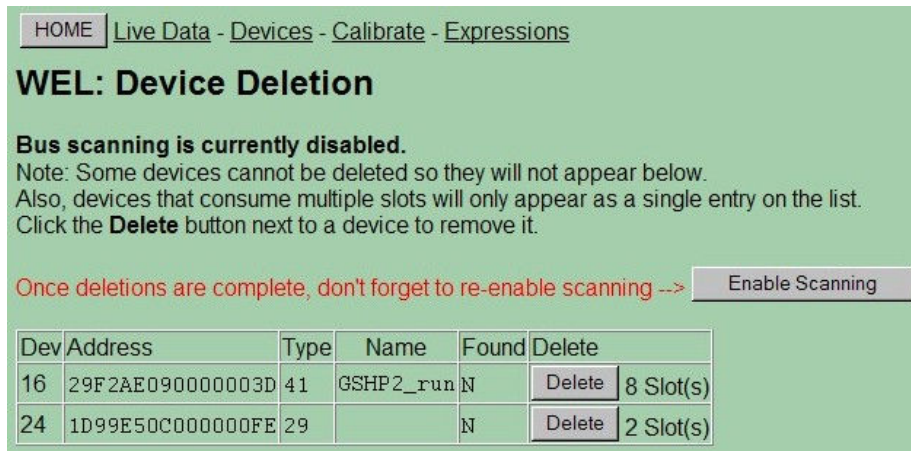 HOME Live Data - Devices - Calibrate - Expressions
WEL: Device Deletion
Bus scanning is currently disabled.
Note: Some devices cannot be deleted so they will not appear below.
Also, devices that consume multiple slots will only appear as a single entry on the list.
Click the Delete button next to a device to remove it.
Once deletions are complete, don't forget to re-enable scanning --> Enable Scanning
Dev Address Type Name Found Delete
16 29F2AE090000003D 41 GSHP2_run N Delete 8 Slot(s)
24 1D99E50C000000FE 29 N Delete 2 Slot(s)